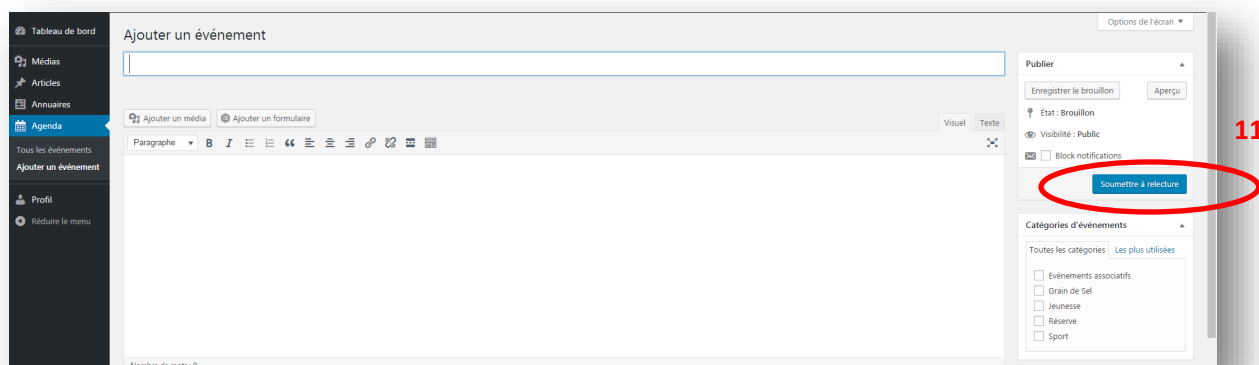 Options de l'écran ▼
Tableau de bord
Médias
Articles
Annuaires
Agenda
Tous les événements
Ajouter un événement
Profil
Réduire le menu
Ajouter un événement
Ajouter un média
Ajouter un formulaire
Visuel
Texte
Paragraphe
B I
Publier
Enregistrer le brouillon
Aperçu
État : Brouillon
Visibilité : Public
Block notifications
Soumettre à relecture
11
Catégories d'événements
Toutes les catégories
Les plus utilisées
Evénements associatifs
Grain de Sel
Jeunesse
Réserve
Sport